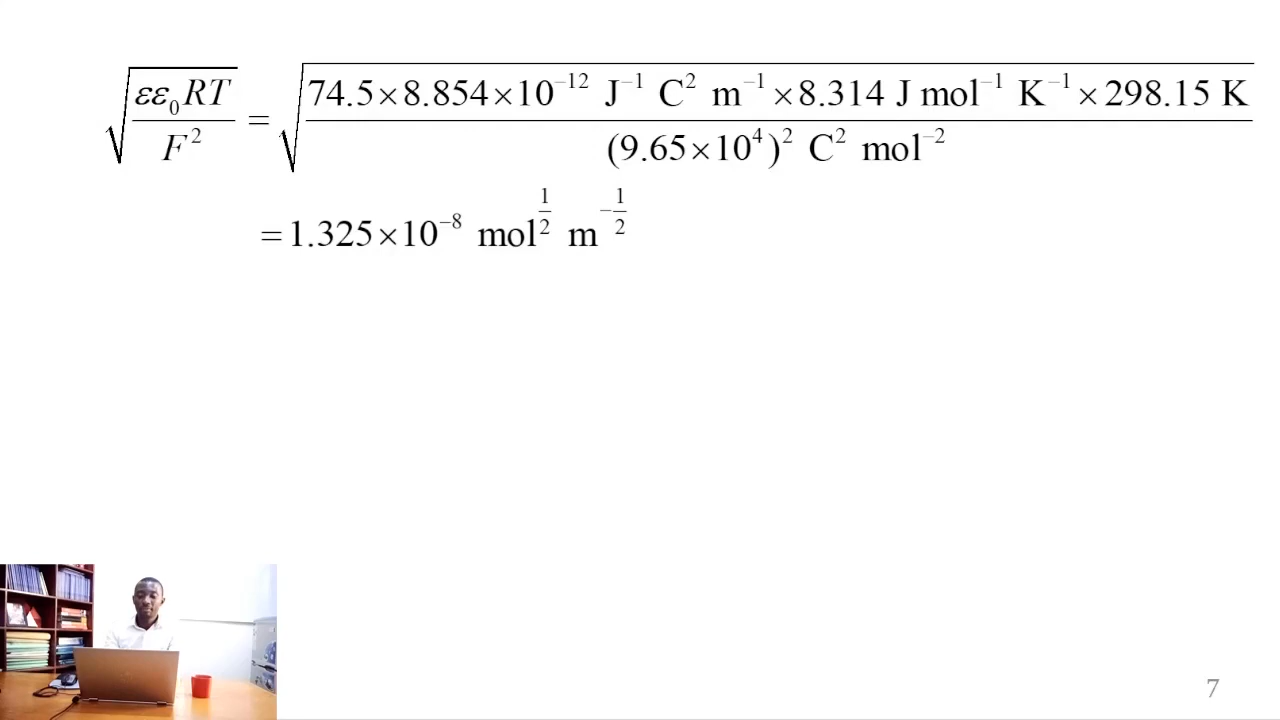 √(εε₀RT / F²) = √(74.5×8.854×10⁻¹² J⁻¹ C² m⁻¹ ×8.314 J mol⁻¹ K⁻¹ ×298.15 K / (9.65×10⁴)² C² mol⁻²)
=1.325×10⁻⁸ mol^(1/2) m^(−1/2)
7